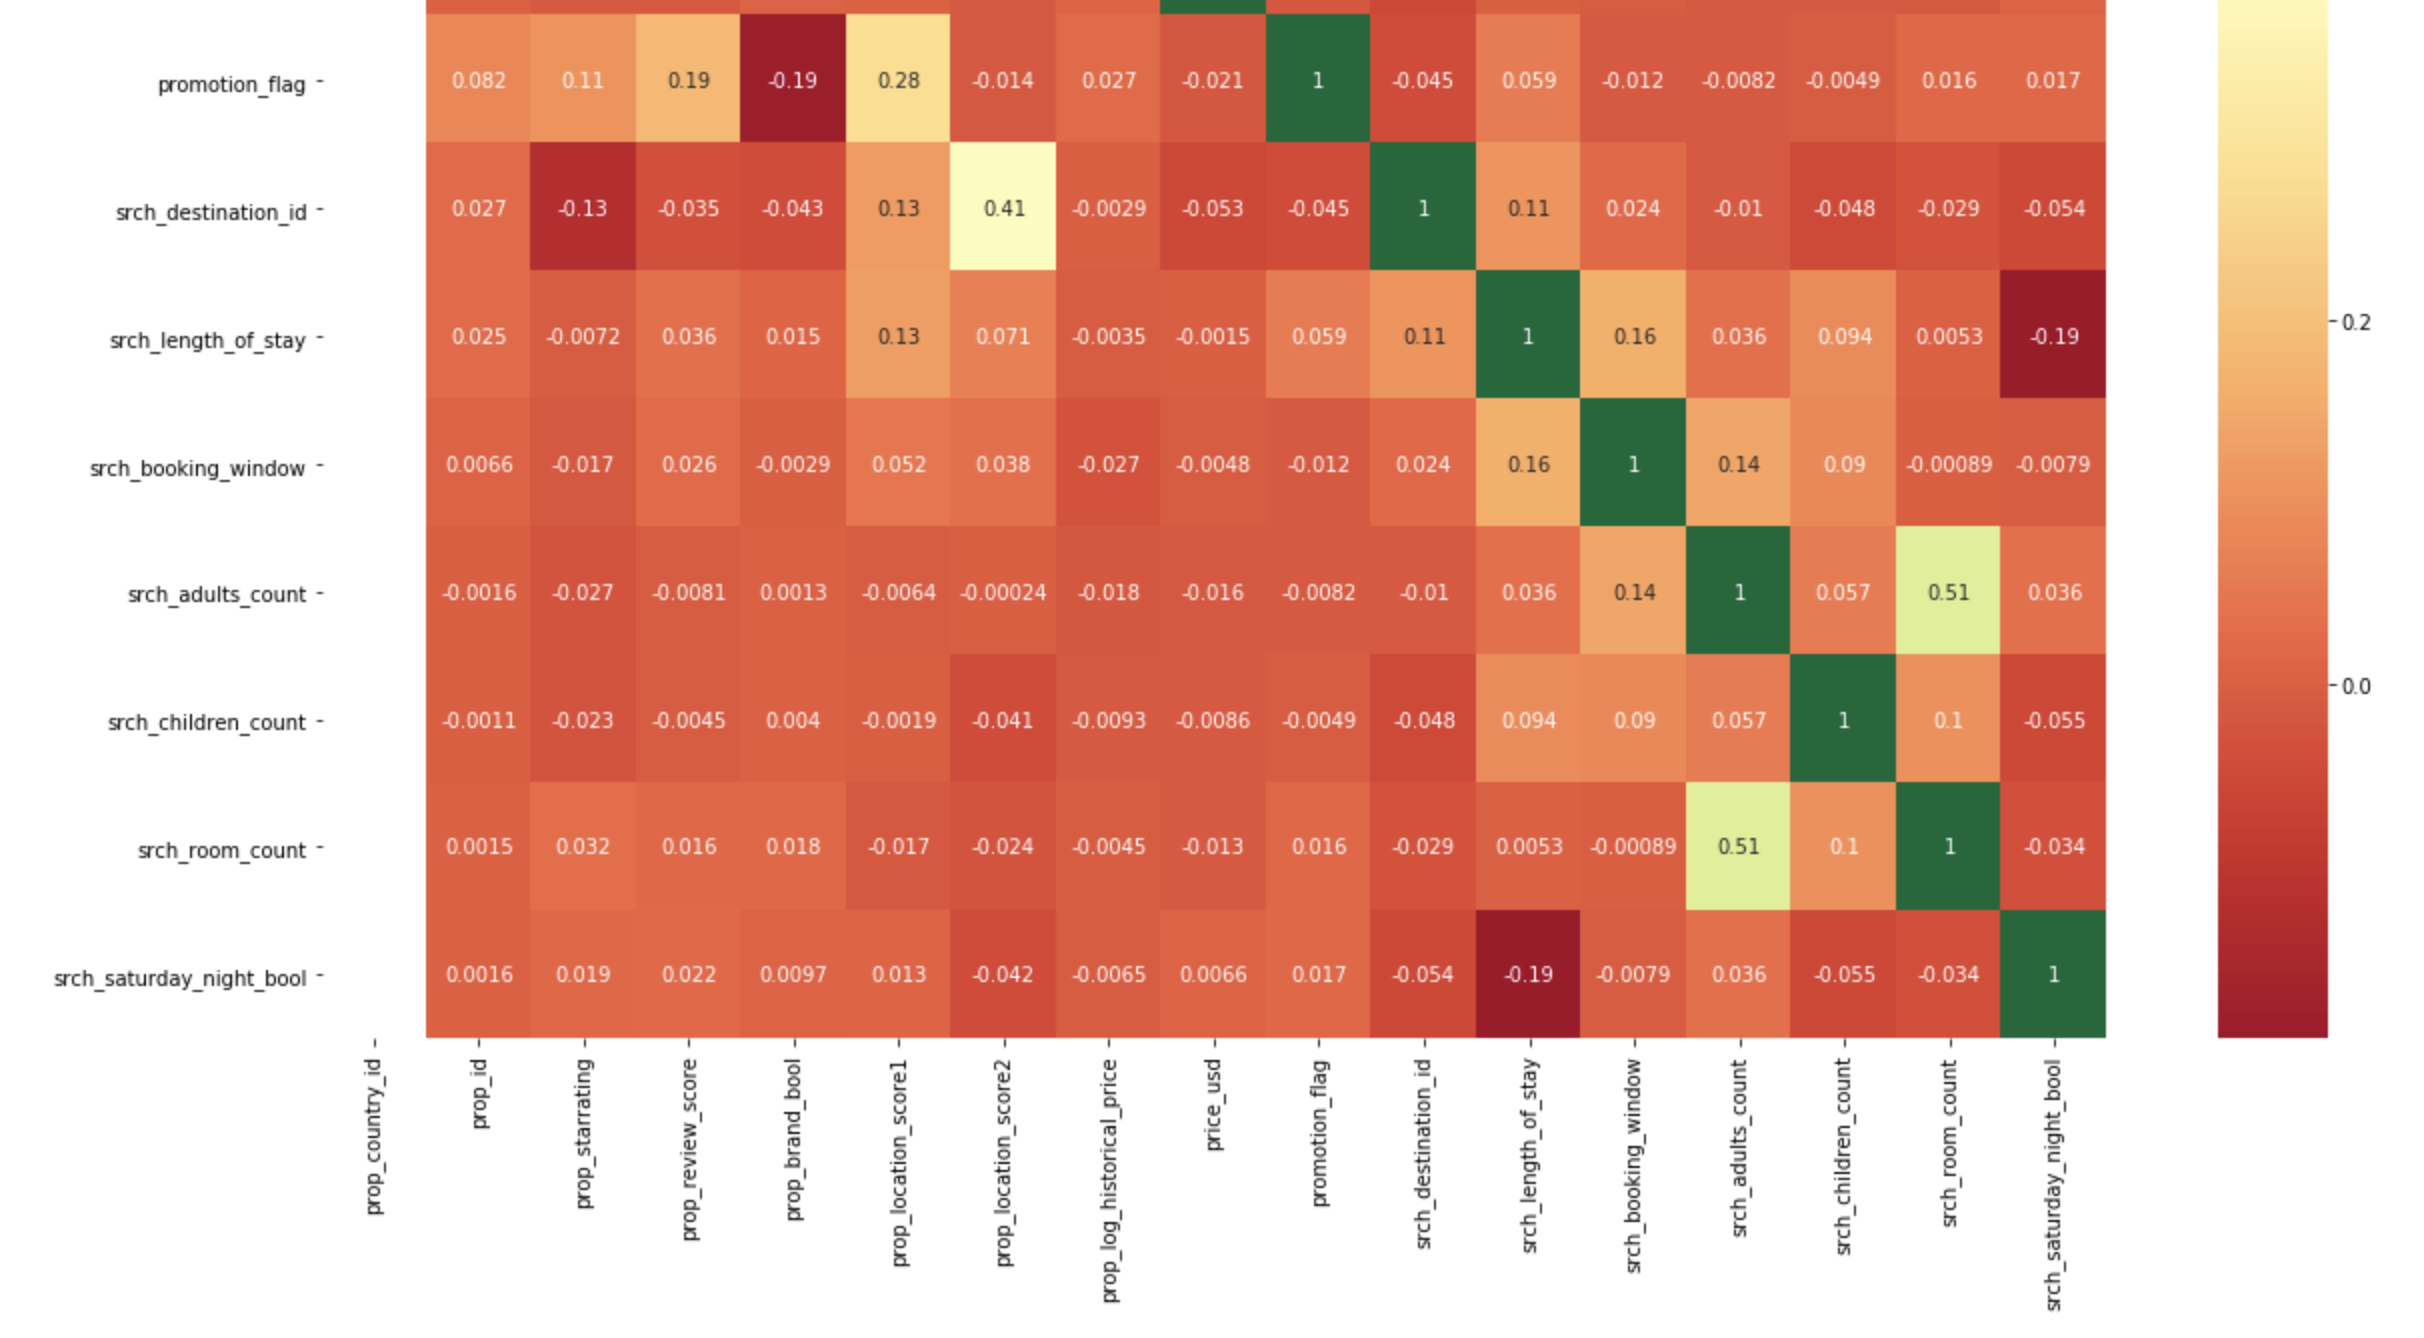 promotion_flag 0.082 0.11 0.19 -0.19 0.28 -0.014 0.027 -0.021 1 -0.045 0.059 -0.012 -0.0082 -0.0049 0.016 0.017
srch_destination_id 0.027 -0.13 -0.035 -0.043 0.13 0.41 -0.0029 -0.053 -0.045 1 0.11 0.024 -0.01 -0.048 -0.029 -0.054
srch_length_of_stay 0.025 -0.0072 0.036 0.015 0.13 0.071 -0.0035 -0.0015 0.059 0.11 1 0.16 0.036 0.094 0.0053 -0.19
0.2
srch_booking_window 0.0066 -0.017 0.026 -0.0029 0.052 0.038 -0.027 -0.0048 -0.012 0.024 0.16 1 0.14 0.09 -0.00089 -0.0079
srch_adults_count -0.0016 -0.027 -0.0081 0.0013 -0.0064 -0.00024 -0.018 -0.016 -0.0082 -0.01 0.036 0.14 1 0.057 0.51 0.036
0.0
srch_children_count -0.0011 -0.023 -0.0045 0.004 -0.0019 -0.041 -0.0093 -0.0086 -0.0049 -0.048 0.094 0.09 0.057 1 0.1 -0.055
srch_room_count 0.0015 0.032 0.016 0.018 -0.017 -0.024 -0.0045 -0.013 0.016 -0.029 0.0053 -0.00089 0.51 0.1 1 -0.034
srch_saturday_night_bool 0.0016 0.019 0.022 0.0097 0.013 -0.042 -0.0065 0.0066 0.017 -0.054 -0.19 -0.0079 0.036 -0.055 -0.034 1
prop_country_id
prop_id
prop_starrating
prop_review_score
prop_brand_bool
prop_location_score1
prop_location_score2
prop_log_historical_price
price_usd
promotion_flag
srch_destination_id
srch_length_of_stay
srch_booking_window
srch_adults_count
srch_children_count
srch_room_count
srch_saturday_night_bool